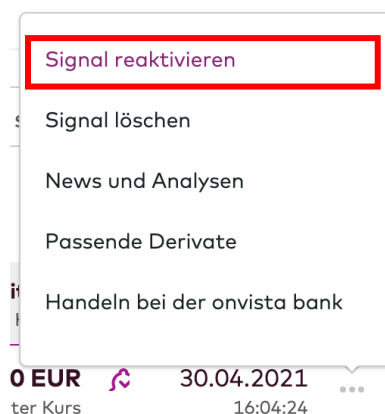 Signal reaktivieren
Signal löschen
News und Analysen
Passende Derivate
Handeln bei der onvista bank
0 EUR 30.04.2021
ter Kurs 16:04:24